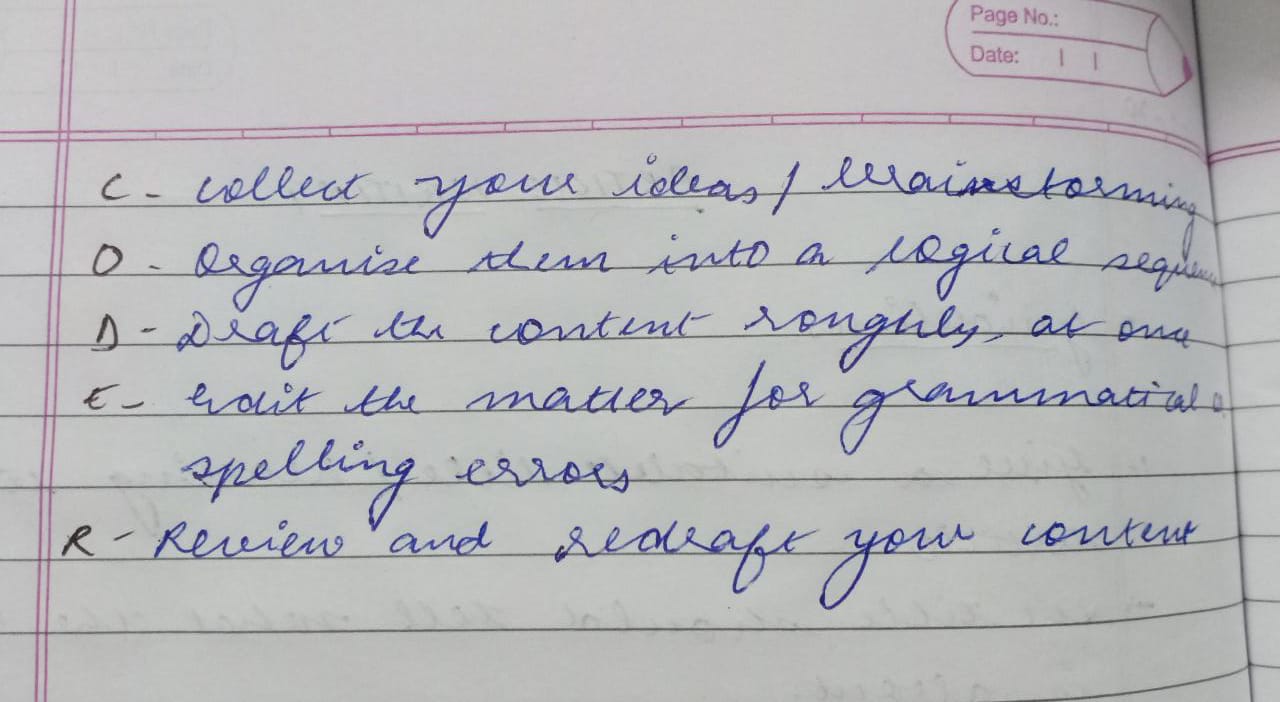 Page No.:
Date:
C - collect your ideas / brainstorming
O - Organise them into a logical sequence
D - Draft the content roughly, at once
E - Edit the matter for grammatical
spelling errors
R - Review and redraft your content